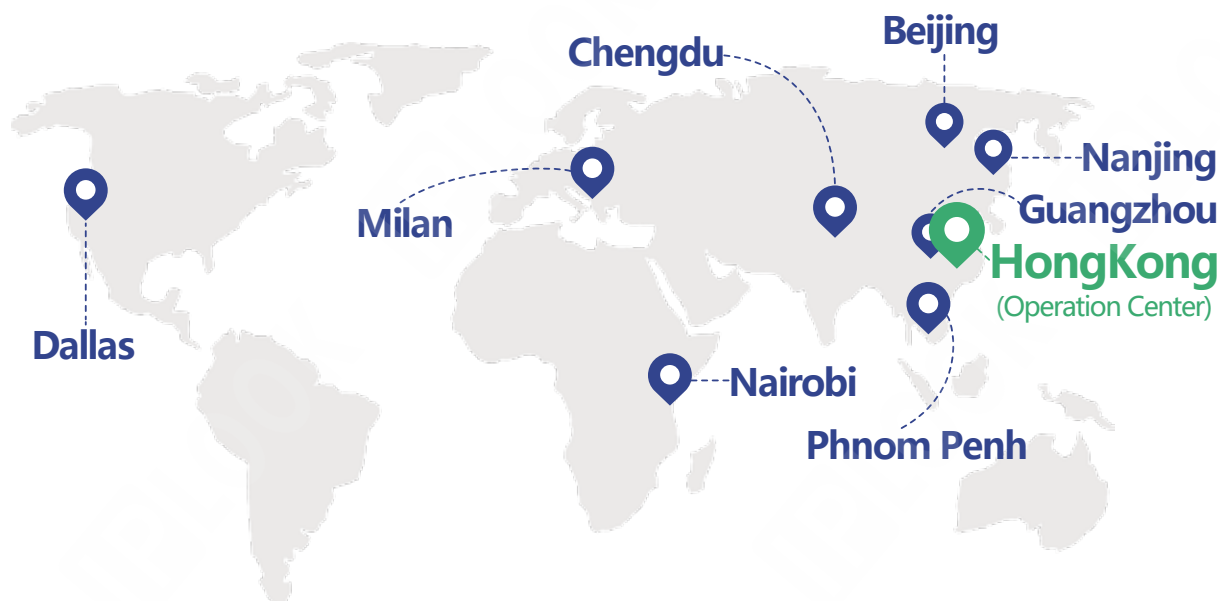 Beijing
Chengdu
Nanjing
Guangzhou
Milan
HongKong
(Operation Center)
Dallas
Nairobi
Phnom Penh